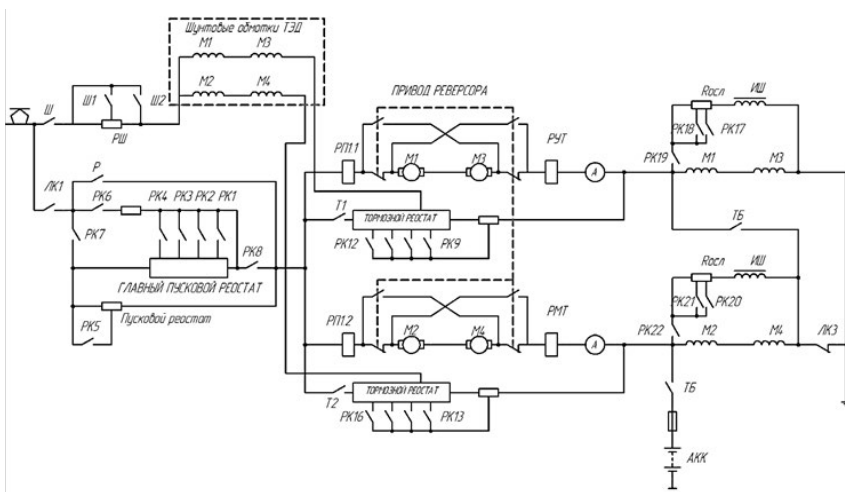 Шунтовые обмотки ТЭД
М1 М3
М2 М4
Ш
Ш1
Ш2
РШ
ЛК1
Р
РК6
РК4
РК3
РК2
РК1
РК7
РК8
ГЛАВНЫЙ ПУСКОВОЙ РЕОСТАТ
Пусковой реостат
РК5
ПРИВОД РЕВЕРСОРА
РП1.1
М1
М3
РУТ
А
Т1
ТОРМОЗНОЙ РЕОСТАТ
РК12
РК9
РП1.2
М2
М4
РМТ
А
Т2
ТОРМОЗНОЙ РЕОСТАТ
РК16
РК13
Rосл
ИШ
РК18
РК17
РК19
М1
М3
ТБ
Rосл
ИШ
РК21
РК20
РК22
М2
М4
ЛК3
ТБ
АКК